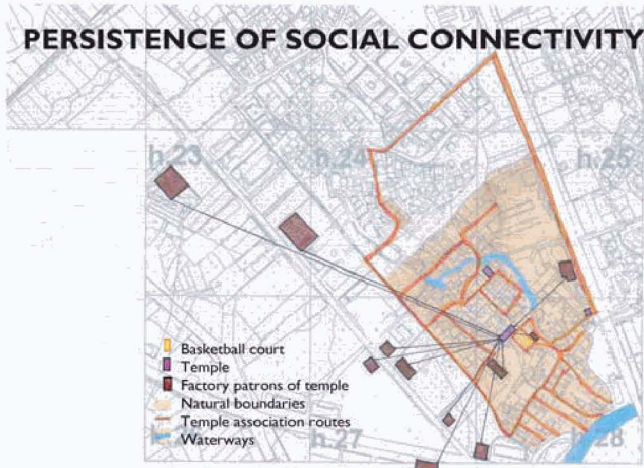 PERSISTENCE OF SOCIAL CONNECTIVITY
h.23
h.24
h.25
Basketball court
Temple
Factory patrons of temple
Natural boundaries
Temple association routes
Waterways
h.27
h.28